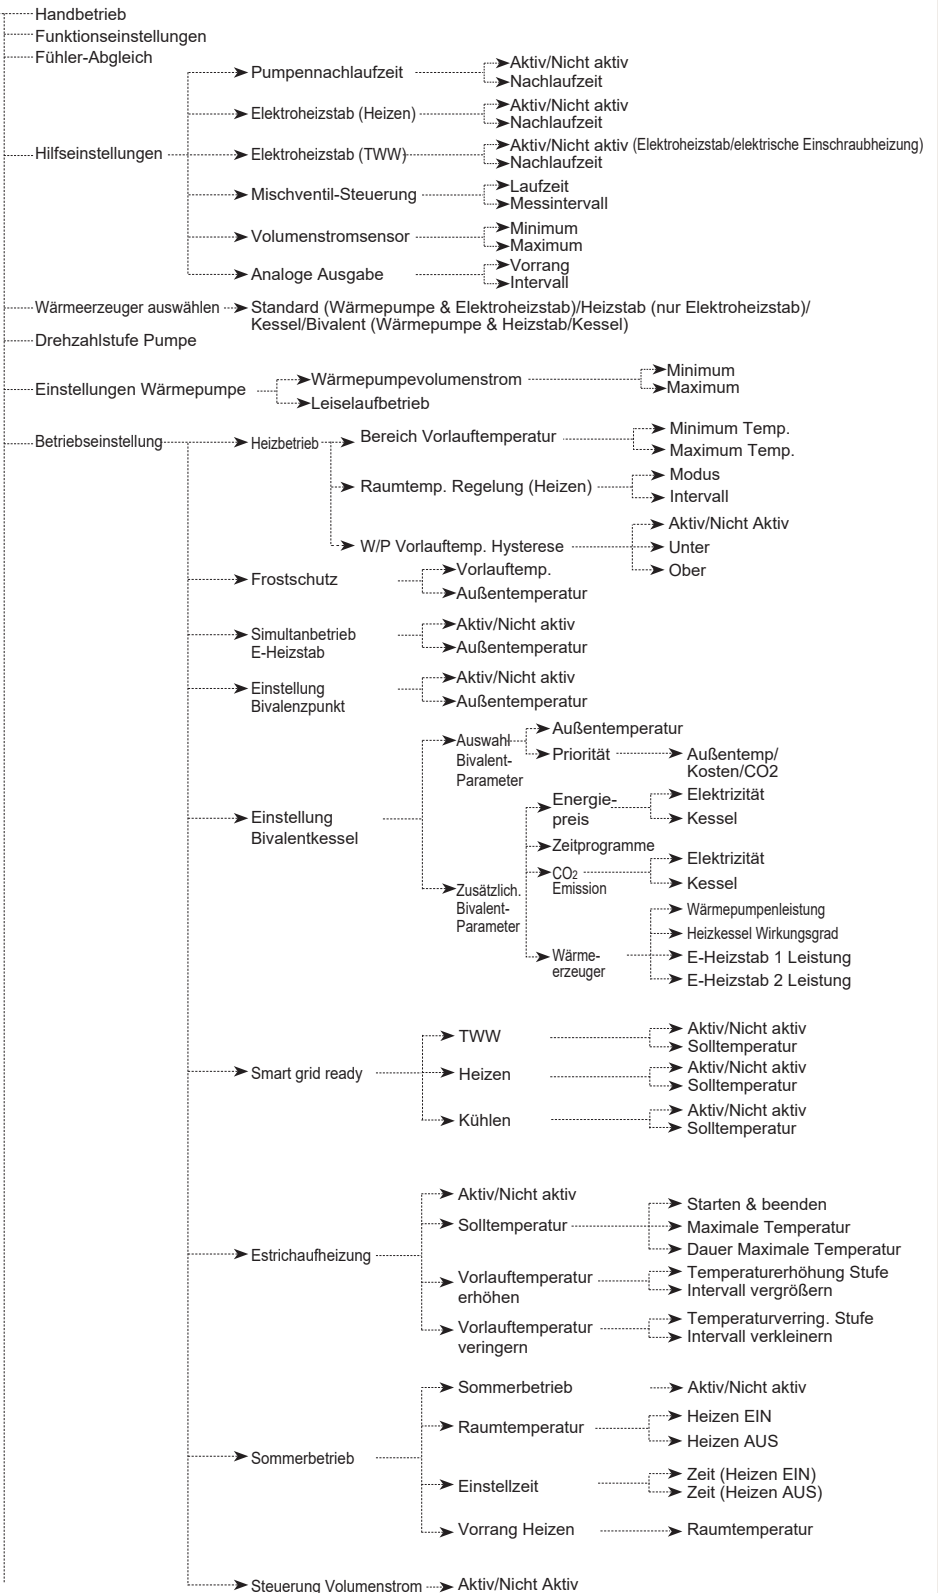 Handbetrieb
Funktionseinstellungen
Fühler-Abgleich
Hilfseinstellungen
Pumpennachlaufzeit
Aktiv/Nicht aktiv
Nachlaufzeit
Elektroheizstab (Heizen)
Aktiv/Nicht aktiv
Nachlaufzeit
Elektroheizstab (TWW)
Aktiv/Nicht aktiv (Elektroheizstab/elektrische Einschraubheizung)
Nachlaufzeit
Mischventil-Steuerung
Laufzeit
Messintervall
Volumenstromsensor
Minimum
Maximum
Analoge Ausgabe
Vorrang
Intervall
Wärmeerzeuger auswählen
Standard (Wärmepumpe & Elektroheizstab)/Heizstab (nur Elektroheizstab)/
Kessel/Bivalent (Wärmepumpe & Heizstab/Kessel)
Drehzahlstufe Pumpe
Einstellungen Wärmepumpe
Wärmepumpevolumenstrom
Minimum
Maximum
Leiselaufbetrieb
Betriebseinstellung
Heizbetrieb
Bereich Vorlauftemperatur
Minimum Temp.
Maximum Temp.
Raumtemp. Regelung (Heizen)
Modus
Intervall
W/P Vorlauftemp. Hysterese
Aktiv/Nicht Aktiv
Unter
Ober
Frostschutz
Vorlauftemp.
Außentemperatur
Simultanbetrieb
E-Heizstab
Aktiv/Nicht aktiv
Außentemperatur
Einstellung
Bivalenzpunkt
Aktiv/Nicht aktiv
Außentemperatur
Einstellung
Bivalentkessel
Auswahl
Bivalent-
Parameter
Außentemperatur
Priorität
Außentemp/
Kosten/CO2
Zusätzlich.
Bivalent-
Parameter
Energie-
preis
Elektrizität
Kessel
Zeitprogramme
CO2
Emission
Elektrizität
Kessel
Wärme-
erzeuger
Wärmepumpenleistung
Heizkessel Wirkungsgrad
E-Heizstab 1 Leistung
E-Heizstab 2 Leistung
Smart grid ready
TWW
Aktiv/Nicht aktiv
Solltemperatur
Heizen
Aktiv/Nicht aktiv
Solltemperatur
Kühlen
Aktiv/Nicht aktiv
Solltemperatur
Estrichaufheizung
Aktiv/Nicht aktiv
Solltemperatur
Starten & beenden
Maximale Temperatur
Dauer Maximale Temperatur
Vorlauftemperatur
erhöhen
Temperaturerhöhung Stufe
Intervall vergrößern
Vorlauftemperatur
veringern
Temperaturverring. Stufe
Intervall verkleinern
Sommerbetrieb
Sommerbetrieb
Aktiv/Nicht aktiv
Raumtemperatur
Heizen EIN
Heizen AUS
Einstellzeit
Zeit (Heizen EIN)
Zeit (Heizen AUS)
Vorrang Heizen
Raumtemperatur
Steuerung Volumenstrom
Aktiv/Nicht Aktiv